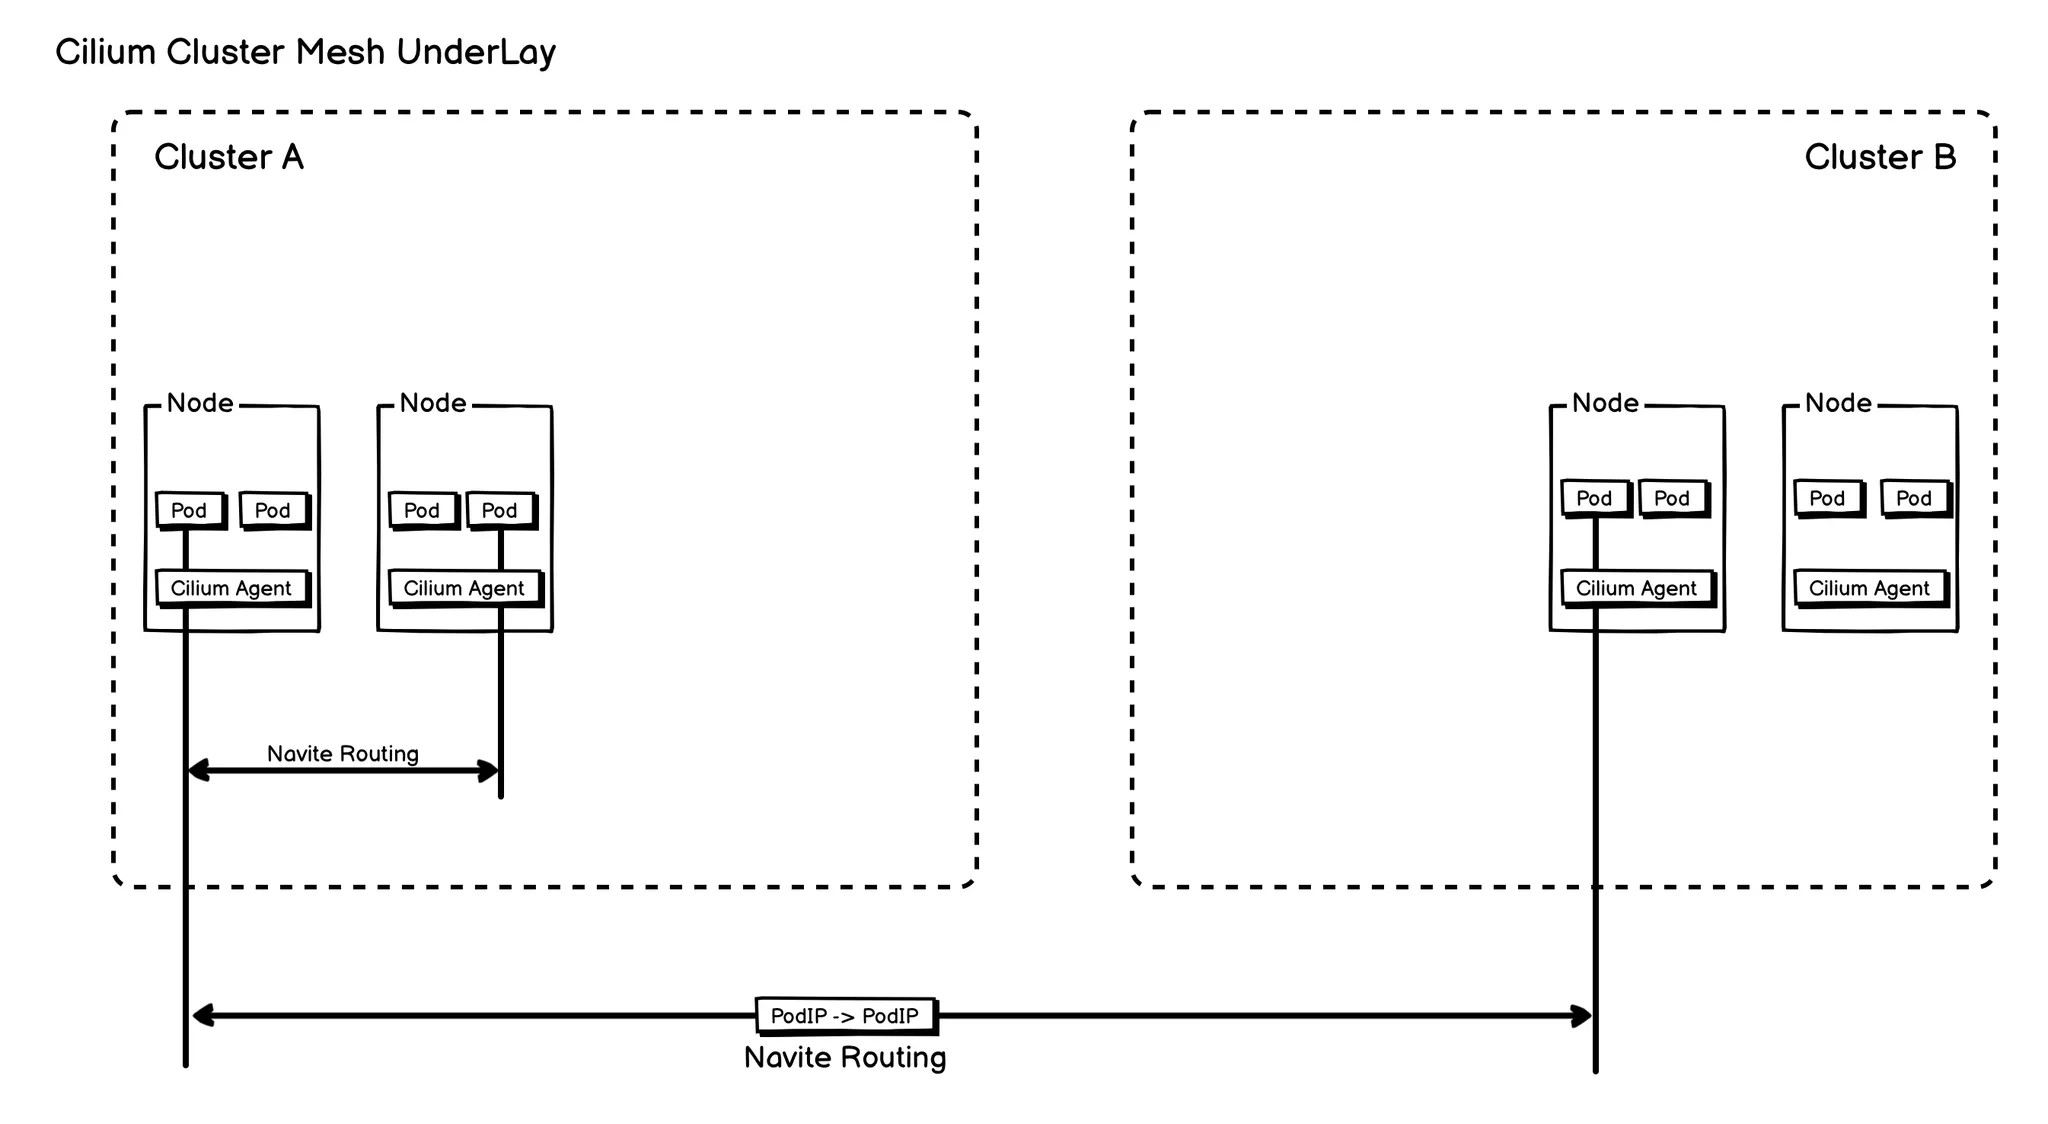 Cilium Cluster Mesh UnderLay
Cluster A
Cluster B
Node
Node
Node
Node
Pod
Pod
Pod
Pod
Pod
Pod
Pod
Pod
Cilium Agent
Cilium Agent
Cilium Agent
Cilium Agent
Navite Routing
PodIP -> PodIP
Navite Routing